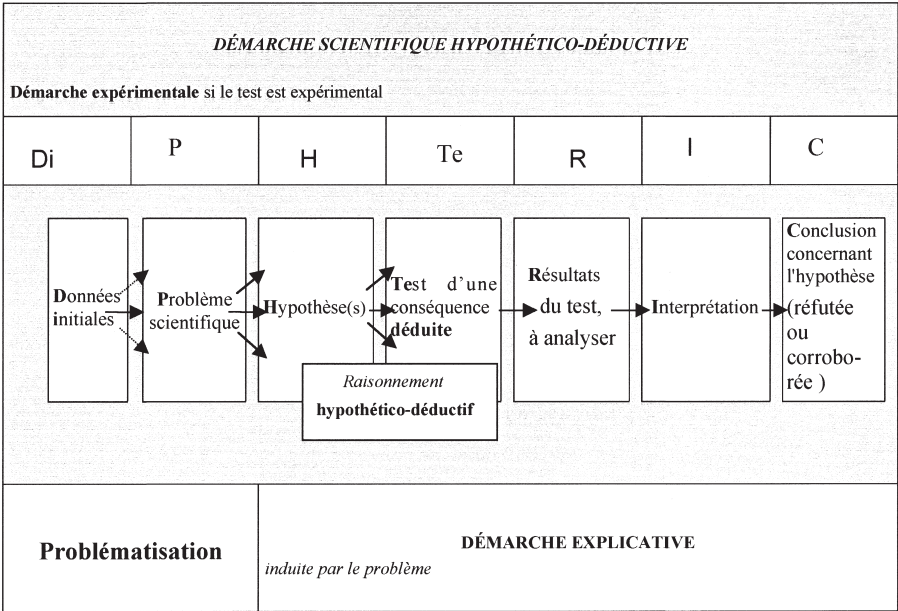 DÉMARCHE SCIENTIFIQUE HYPOTHÉTICO-DÉDUCTIVE
Démarche expérimentale si le test est expérimental
Di
P
H
Te
R
I
C
Données
initiales
Problème
scientifique
Hypothèse(s)
Test d'une
conséquence
déduite
Résultats
du test,
à analyser
Interprétation
Conclusion
concernant
l'hypothèse
(réfutée
ou
corrobo-
rée )
Raisonnement
hypothético-déductif
Problématisation
DÉMARCHE EXPLICATIVE
induite par le problème